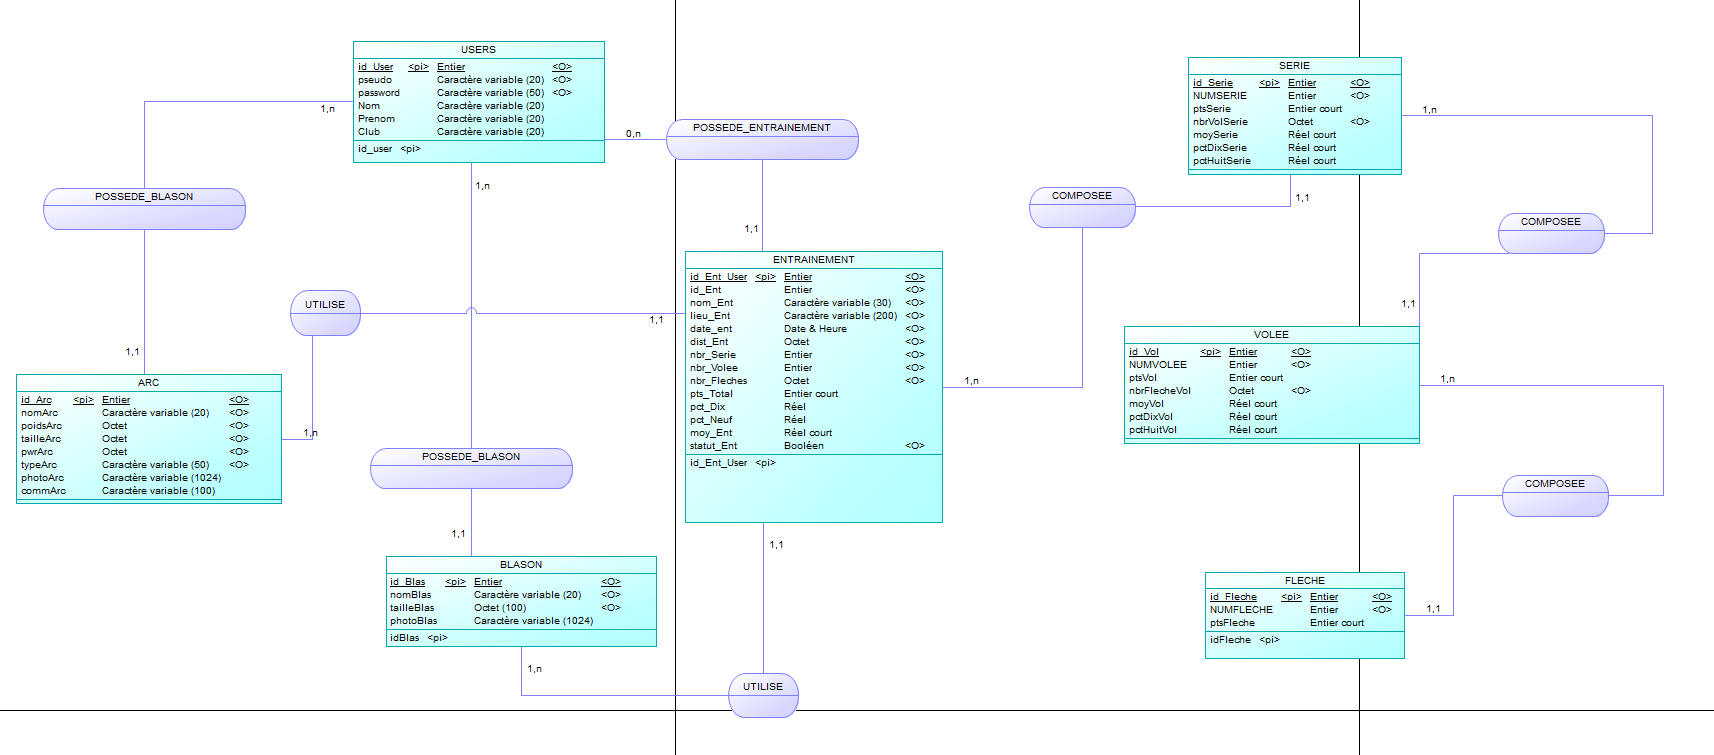 USERS
id_User <pi> Entier <O>
pseudo Caractère variable (20) <O>
password Caractère variable (50) <O>
Nom Caractère variable (20)
Prenom Caractère variable (20)
Club Caractère variable (20)
id_user <pi>
1,n
0,n
1,n
POSSEDE_BLASON
1,1
POSSEDE_ENTRAINEMENT
1,1
UTILISE
1,1
1,n
ARC
id_Arc <pi> Entier <O>
nomArc Caractère variable (20) <O>
poidsArc Octet <O>
tailleArc Octet <O>
pwrArc Octet <O>
typeArc Caractère variable (50) <O>
photoArc Caractère variable (1024)
commArc Caractère variable (100)
POSSEDE_BLASON
1,1
BLASON
id_Blas <pi> Entier <O>
nomBlas Caractère variable (20) <O>
tailleBlas Octet (100) <O>
photoBlas Caractère variable (1024)
idBlas <pi>
1,n
UTILISE
1,1
ENTRAINEMENT
id_Ent_User <pi> Entier <O>
id_Ent Entier <O>
nom_Ent Caractère variable (30) <O>
lieu_Ent Caractère variable (200) <O>
date_ent Date & Heure <O>
dist_Ent Octet <O>
nbr_Serie Entier <O>
nbr_Volee Entier <O>
nbr_Fleches Octet <O>
pts_Total Entier court
pct_Dix Réel
pct_Neuf Réel
moy_Ent Réel court
statut_Ent Booléen <O>
id_Ent_User <pi>
1,n
COMPOSEE
1,1
SERIE
id_Serie <pi> Entier <O>
NUMSERIE Entier <O>
ptsSerie Entier court
nbrVolSerie Octet <O>
moySerie Réel court
pctDixSerie Réel court
pctHuitSerie Réel court
1,n
COMPOSEE
1,1
VOLEE
id_Vol <pi> Entier <O>
NUMVOLEE Entier <O>
ptsVol Entier court
nbrFlecheVol Octet <O>
moyVol Réel court
pctDixVol Réel court
pctHuitVol Réel court
1,n
COMPOSEE
1,1
FLECHE
id_Fleche <pi> Entier <O>
NUMFLECHE Entier <O>
ptsFleche Entier court
idFleche <pi>